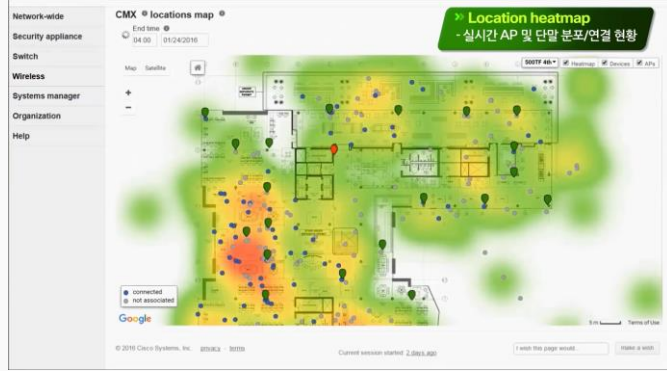 Network-wide
Security appliance
Switch
Wireless
Systems manager
Organization
Help
CMX locations map
End time
04:00 01/24/2016
» Location heatmap
- 실시간 AP 및 단말 분포/연결 현황
Map Satellite
500TF 4th Heatmap Devices APs
+
−
connected
not associated
Google
5 m Terms of Use
© 2016 Cisco Systems, Inc. privacy - terms
Current session started 2 days ago
I wish this page would...
make a wish